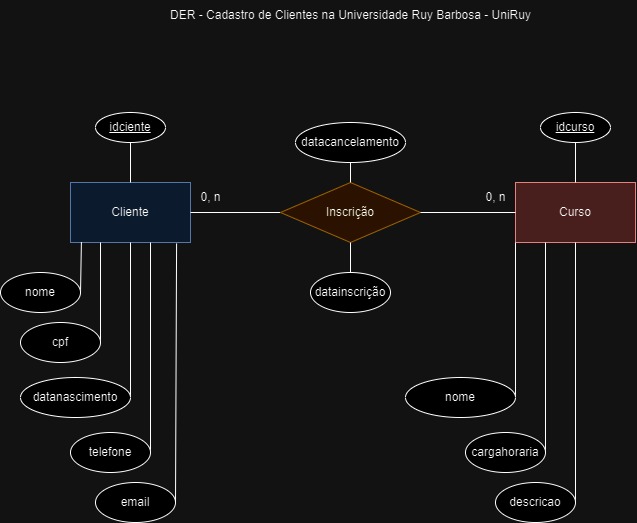 DER - Cadastro de Clientes na Universidade Ruy Barbosa - UniRuy
idciente
idcurso
datacancelamento
0, n
0, n
Cliente
Inscrição
Curso
nome
datainscrição
cpf
datanascimento
nome
telefone
cargahoraria
email
descricao